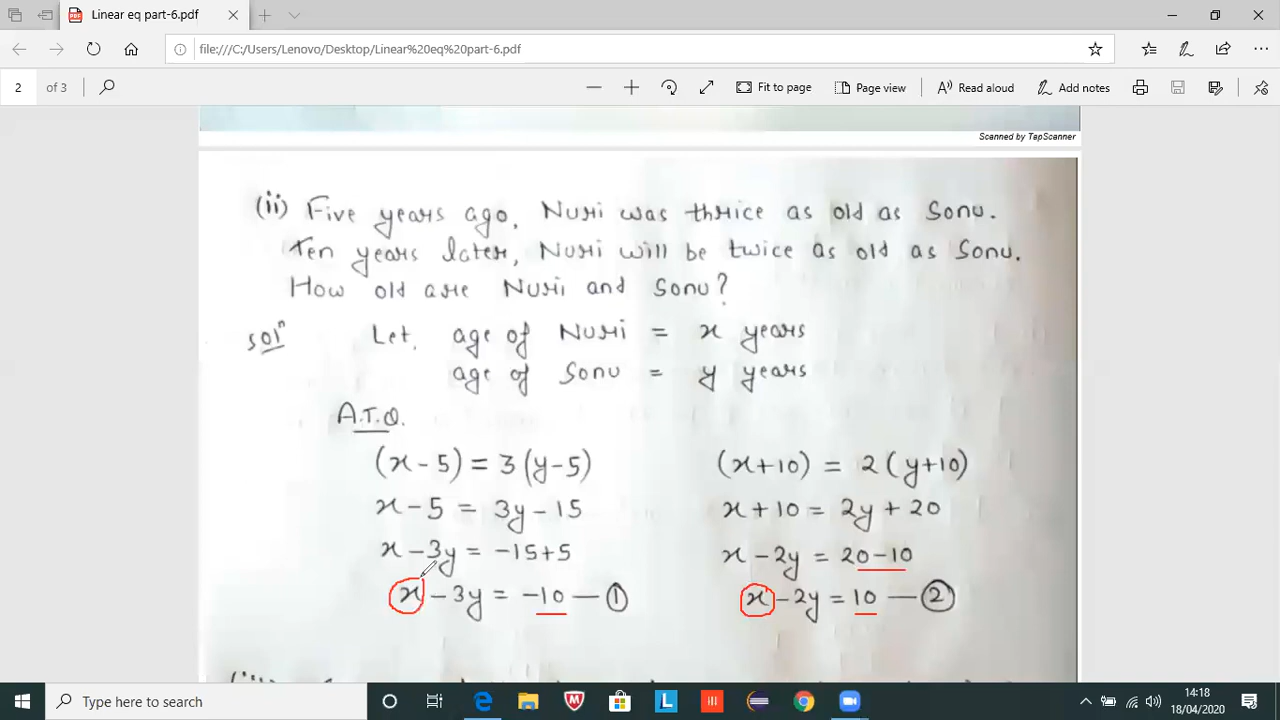 Linear eq part-6.pdf
file:///C:/Users/Lenovo/Desktop/Linear%20eq%20part-6.pdf
2 of 3
Fit to page
Page view
Read aloud
Add notes
Scanned by TapScanner
(ii) Five years ago, Nuri was thrice as old as Sonu.
Ten years later, Nuri will be twice as old as Sonu.
How old are Nuri and Sonu?
Solⁿ Let, age of Nuri = x years
age of Sonu = y years
A.T.Q.
(x-5) = 3(y-5) (x+10) = 2(y+10)
x-5 = 3y-15 x+10 = 2y+20
x-3y = -15+5 x-2y = 20-10
x-3y = -10 — ① x-2y = 10 — ②
Type here to search
14:18
18/04/2020